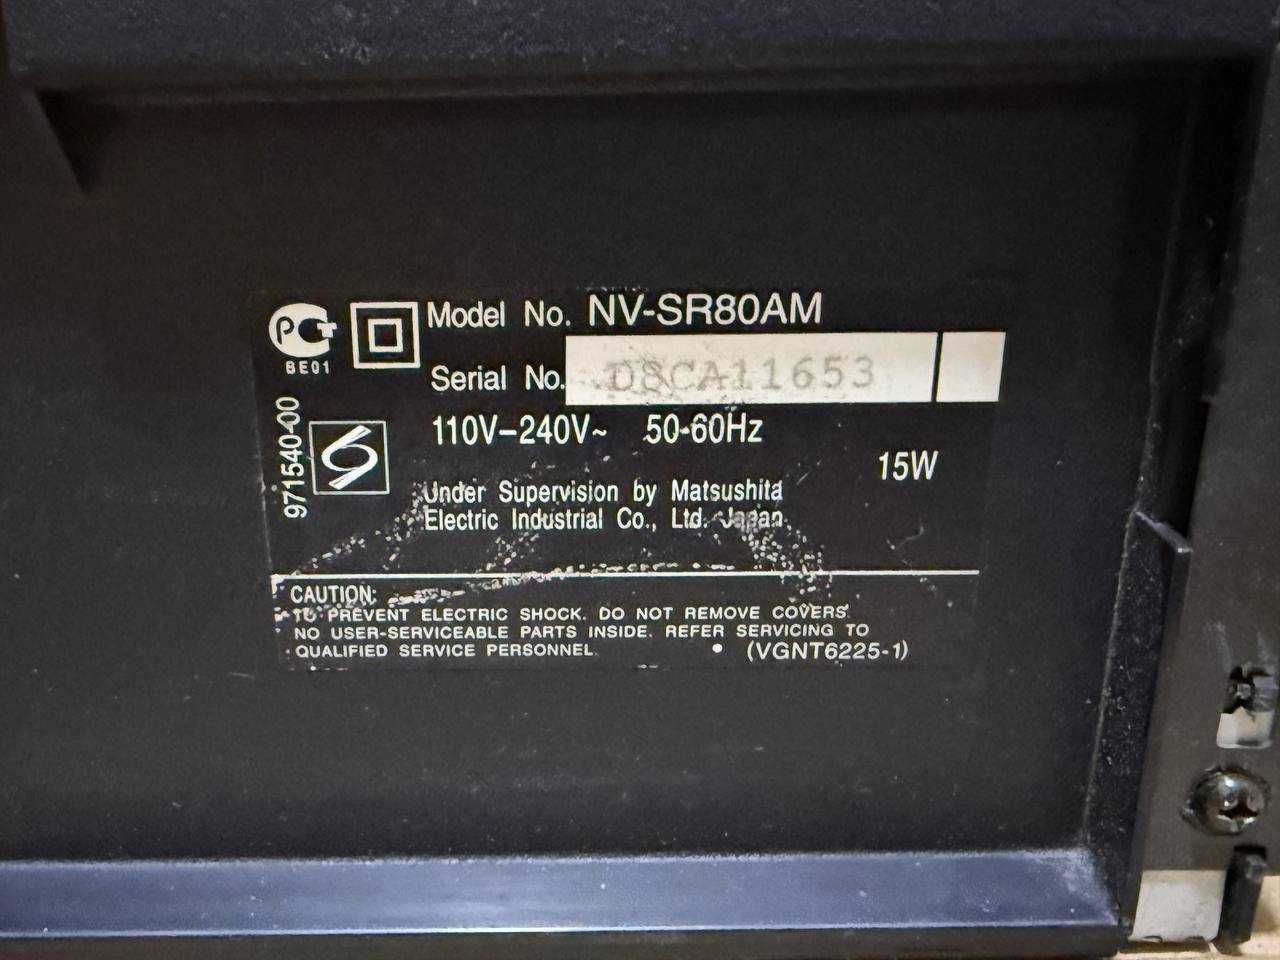 Model No. NV-SR80AM
РСТ
BE01
Serial No. D8CA11653
971540-00
110V-240V~ 50-60Hz
15W
Under Supervision by Matsushita
Electric Industrial Co., Ltd. Japan
CAUTION:
TO PREVENT ELECTRIC SHOCK. DO NOT REMOVE COVERS.
NO USER-SERVICEABLE PARTS INSIDE. REFER SERVICING TO
QUALIFIED SERVICE PERSONNEL.
• (VGNT6225-1)